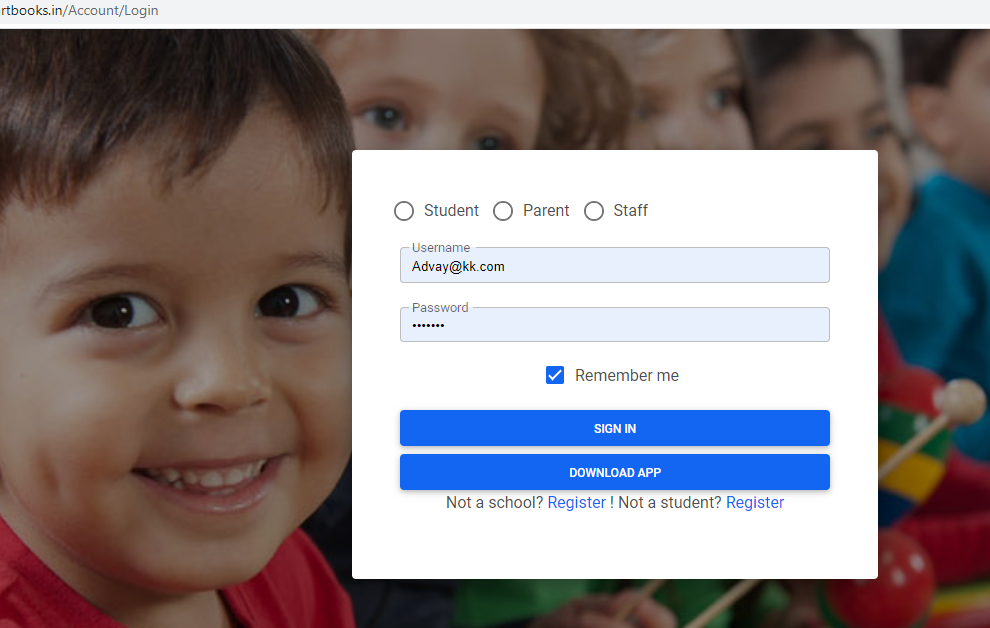 rtbooks.in/Account/Login
Student Parent Staff
Username
Advay@kk.com
Password
•••••••
Remember me
SIGN IN
DOWNLOAD APP
Not a school? Register ! Not a student? Register